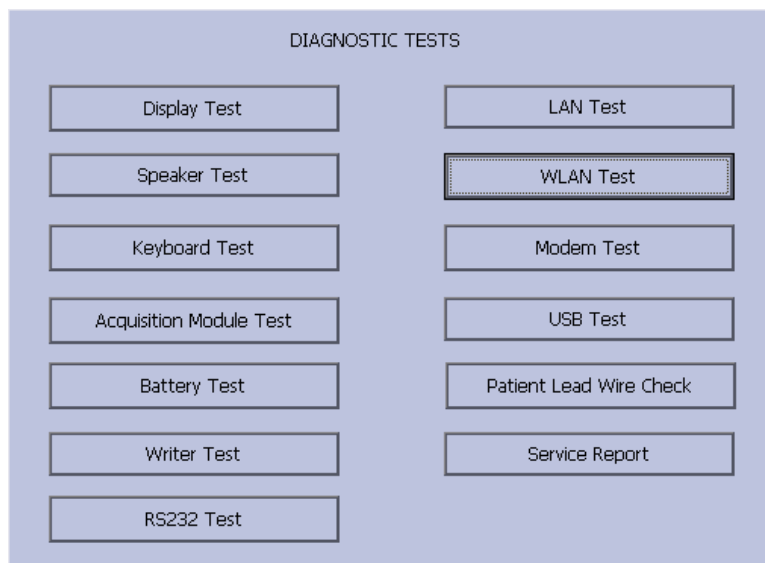 DIAGNOSTIC TESTS
Display Test
Speaker Test
Keyboard Test
Acquisition Module Test
Battery Test
Writer Test
RS232 Test
LAN Test
WLAN Test
Modem Test
USB Test
Patient Lead Wire Check
Service Report